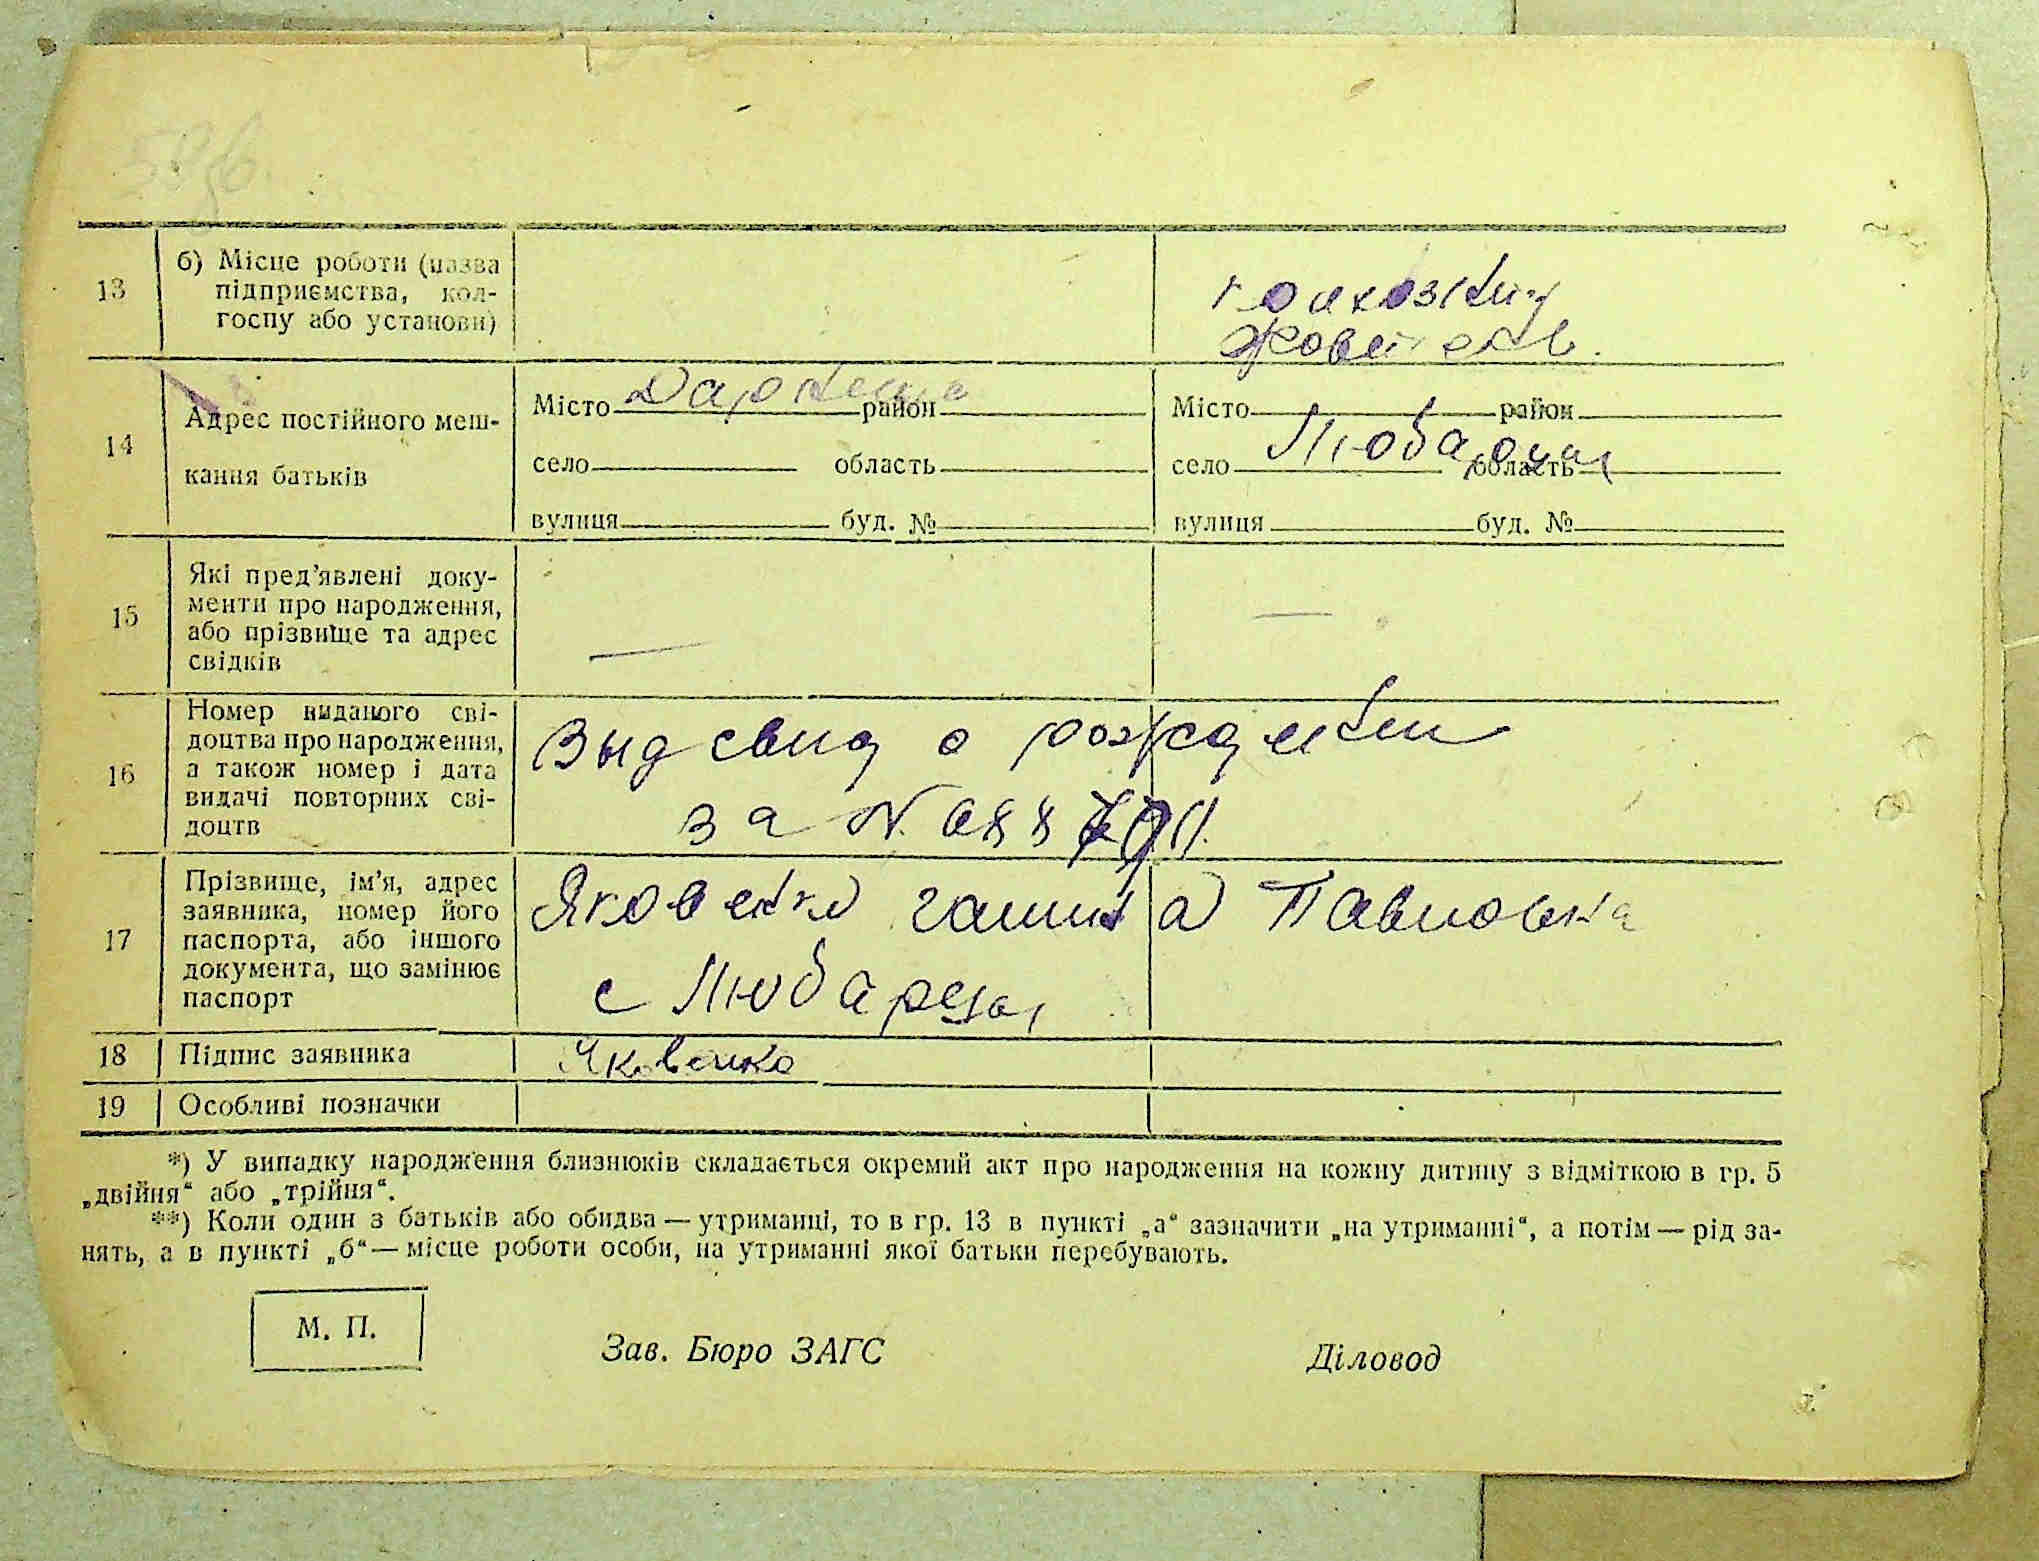 13
б) Місце роботи (назва
підприємства, кол-
госпу або установи)
колхозніц
Жовтень.
14
Адрес постійного меш-
кання батьків
Місто Дарница район
село область
вулиця буд. №
Місто район
село Любарцы область
вулиця буд. №
15
Які пред’явлені доку-
менти про народження,
або прізвище та адрес
свідків
—
—
16
Номер виданого сві-
доцтва про народження,
а також номер і дата
видачі повторних сві-
доцтв
Выд свид о рождении
за N.
17
Прізвище, ім’я, адрес
заявника, номер його
паспорта, або іншого
документа, що замінює
паспорт
Яковенко Павловна
с Любарцы
18
Підпис заявника
Яковенко
19
Особливі позначки
*) У випадку народження близнюків складається окремий акт про народження на кожну дитину з відміткою в гр. 5
„двійня“ або „трійня“.
**) Коли один з батьків або обидва — утриманці, то в гр. 13 в пункті „а“ зазначити „на утриманні“, а потім — рід за-
нять, а в пункті „б“ — місце роботи особи, на утриманні якої батьки перебувають.
М. П.
Зав. Бюро ЗАГС
Діловод